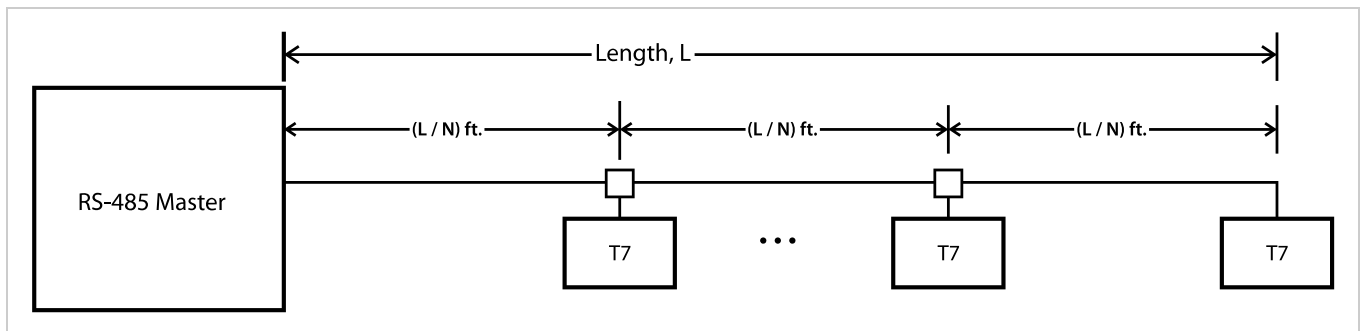 Length, L
(L / N) ft.
(L / N) ft.
(L / N) ft.
RS-485 Master
T7
...
T7
T7